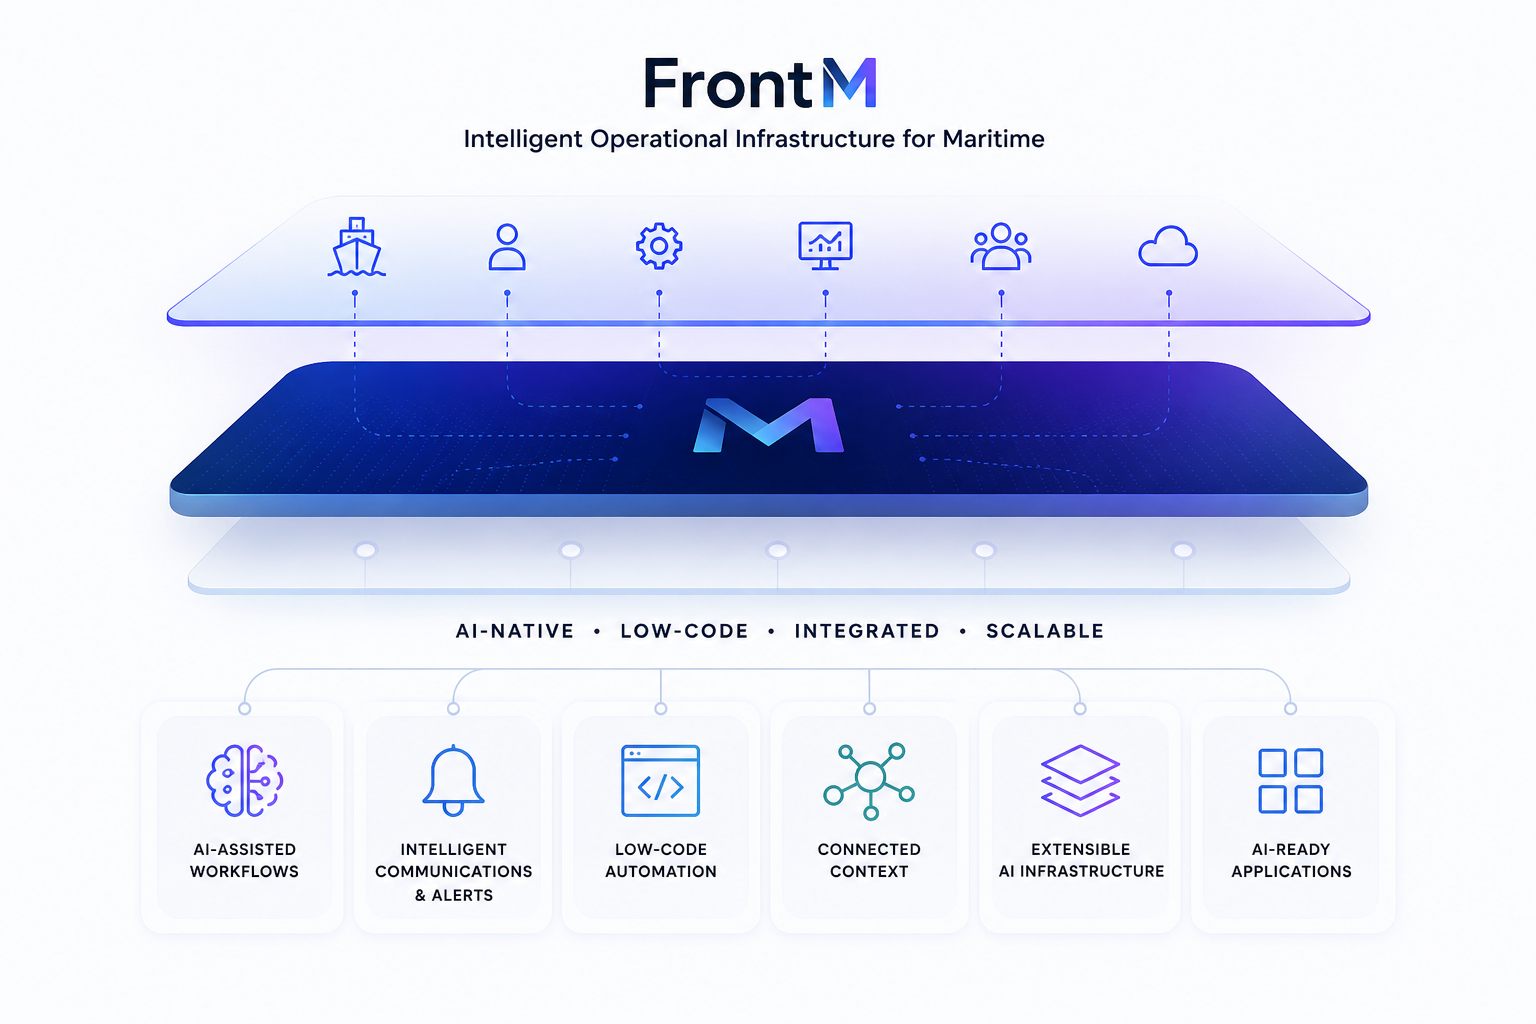 FrontM
Intelligent Operational Infrastructure for Maritime
M
AI-NATIVE • LOW-CODE • INTEGRATED • SCALABLE
AI-ASSISTED
WORKFLOWS
INTELLIGENT
COMMUNICATIONS
& ALERTS
LOW-CODE
AUTOMATION
CONNECTED
CONTEXT
EXTENSIBLE
AI INFRASTRUCTURE
AI-READY
APPLICATIONS